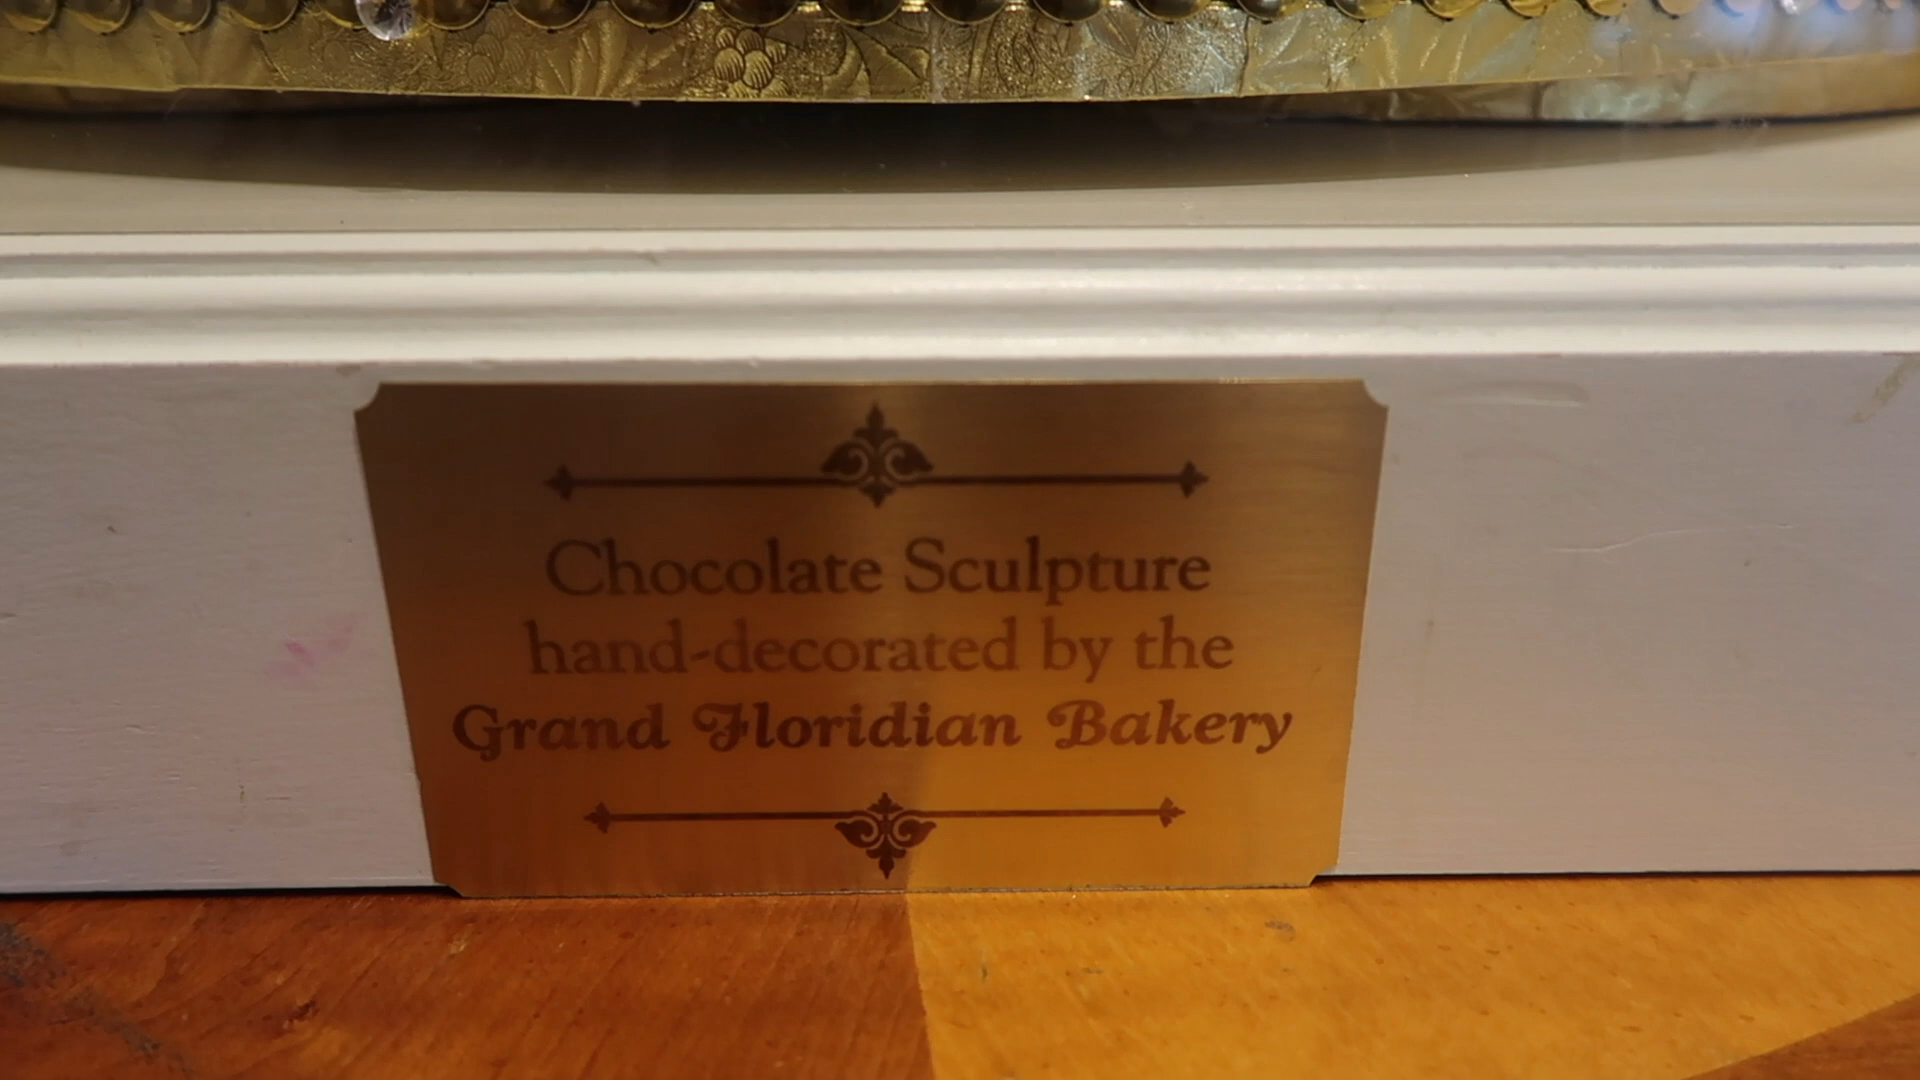 Chocolate Sculpture
hand-decorated by the
Grand Floridian Bakery